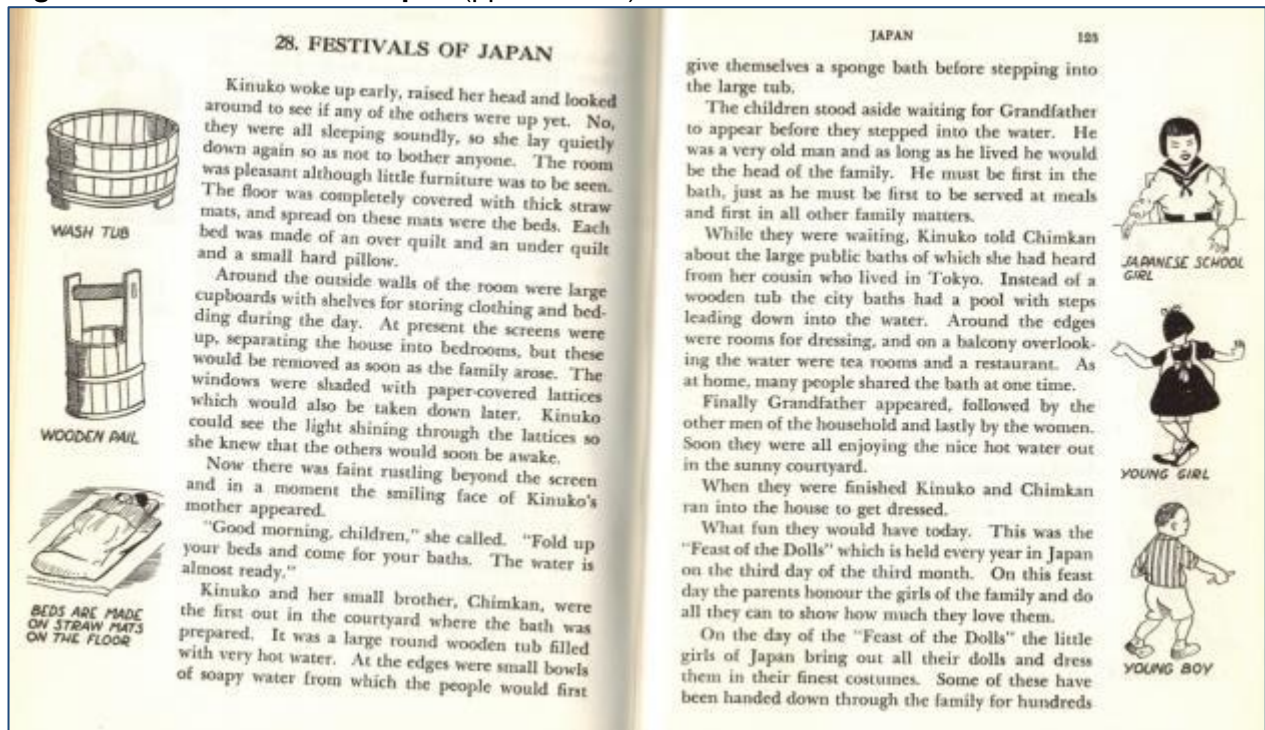 28. FESTIVALS OF JAPAN
Kinuko woke up early, raised her head and looked
around to see if any of the others were up yet. No,
they were all sleeping soundly, so she lay quietly
down again so as not to bother anyone. The room
was pleasant although little furniture was to be seen.
The floor was completely covered with thick straw
mats, and spread on these mats were the beds. Each
bed was made of an over quilt and an under quilt
and a small hard pillow.
Around the outside walls of the room were large
cupboards with shelves for storing clothing and bed-
ding during the day. At present the screens were
up, separating the house into bedrooms, but these
would be removed as soon as the family arose. The
windows were shaded with paper-covered lattices
which would also be taken down later. Kinuko
could see the light shining through the lattices so
she knew that the others would soon be awake.
Now there was faint rustling beyond the screen
and in a moment the smiling face of Kinuko's
mother appeared.
"Good morning, children," she called. "Fold up
your beds and come for your baths. The water is
almost ready."
Kinuko and her small brother, Chimkan, were
the first out in the courtyard where the bath was
prepared. It was a large round wooden tub filled
with very hot water. At the edges were small bowls
of soapy water from which the people would first
WASH TUB
WOODEN PAIL
BEDS ARE MADE
ON STRAW MATS
ON THE FLOOR
JAPAN 125
give themselves a sponge bath before stepping into
the large tub.
The children stood aside waiting for Grandfather
to appear before they stepped into the water. He
was a very old man and as long as he lived he would
be the head of the family. He must be first in the
bath, just as he must be first to be served at meals
and first in all other family matters.
While they were waiting, Kinuko told Chimkan
about the large public baths of which she had heard
from her cousin who lived in Tokyo. Instead of a
wooden tub the city baths had a pool with steps
leading down into the water. Around the edges
were rooms for dressing, and on a balcony overlook-
ing the water were tea rooms and a restaurant. As
at home, many people shared the bath at one time.
Finally Grandfather appeared, followed by the
other men of the household and lastly by the women.
Soon they were all enjoying the nice hot water out
in the sunny courtyard.
When they were finished Kinuko and Chimkan
ran into the house to get dressed.
What fun they would have today. This was the
"Feast of the Dolls" which is held every year in Japan
on the third day of the third month. On this feast
day the parents honour the girls of the family and do
all they can to show how much they love them.
On the day of the "Feast of the Dolls" the little
girls of Japan bring out all their dolls and dress
them in their finest costumes. Some of these have
been handed down through the family for hundreds
JAPANESE SCHOOL
GIRL
YOUNG GIRL
YOUNG BOY